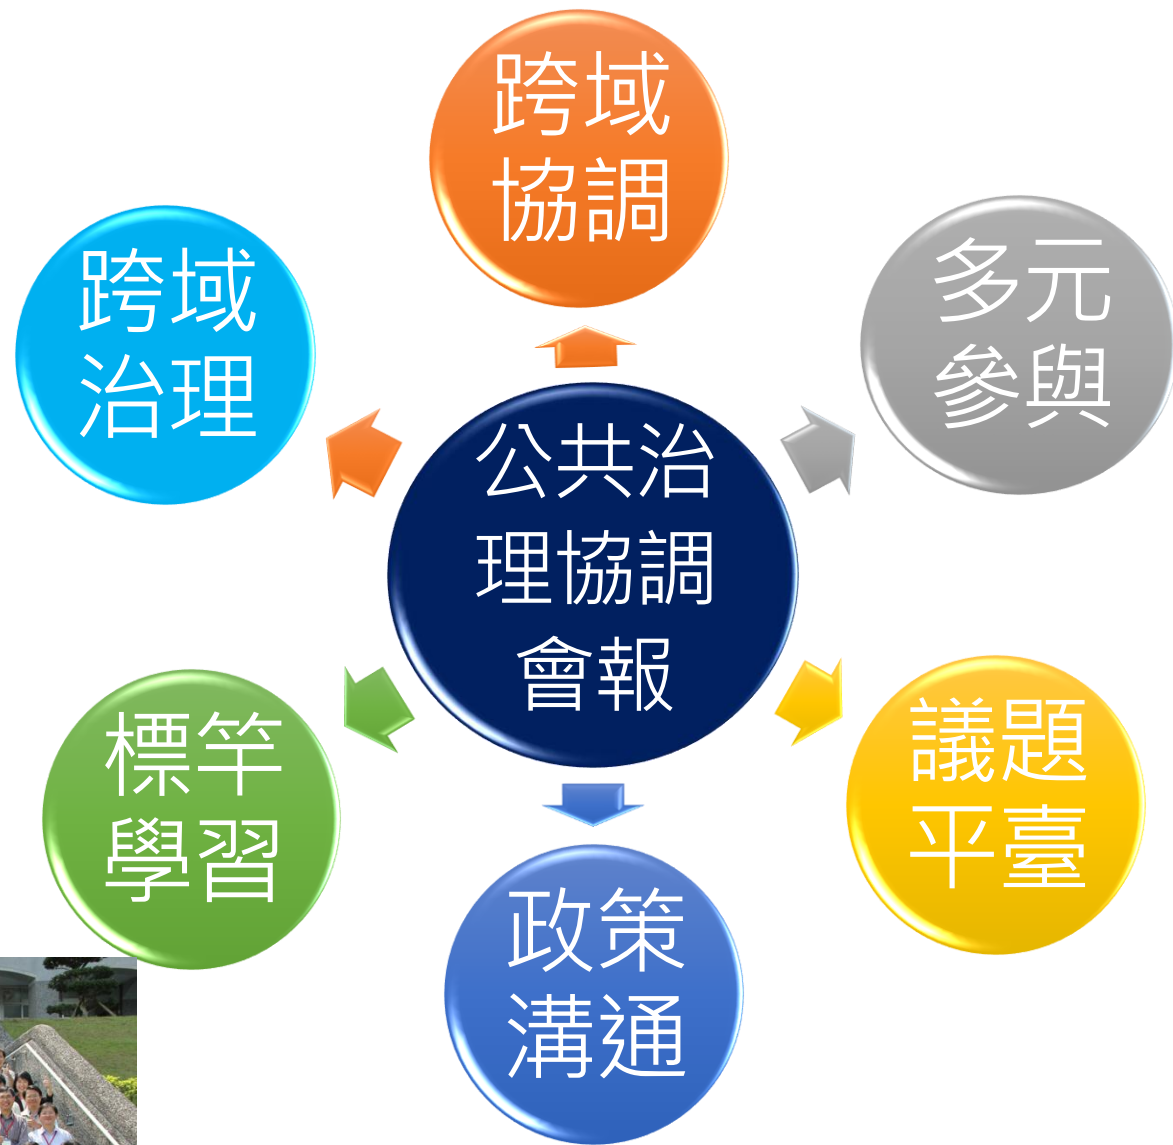 跨域
協調
跨域
治理
多元
參與
公共治
理協調
會報
標竿
學習
議題
平臺
政策
溝通